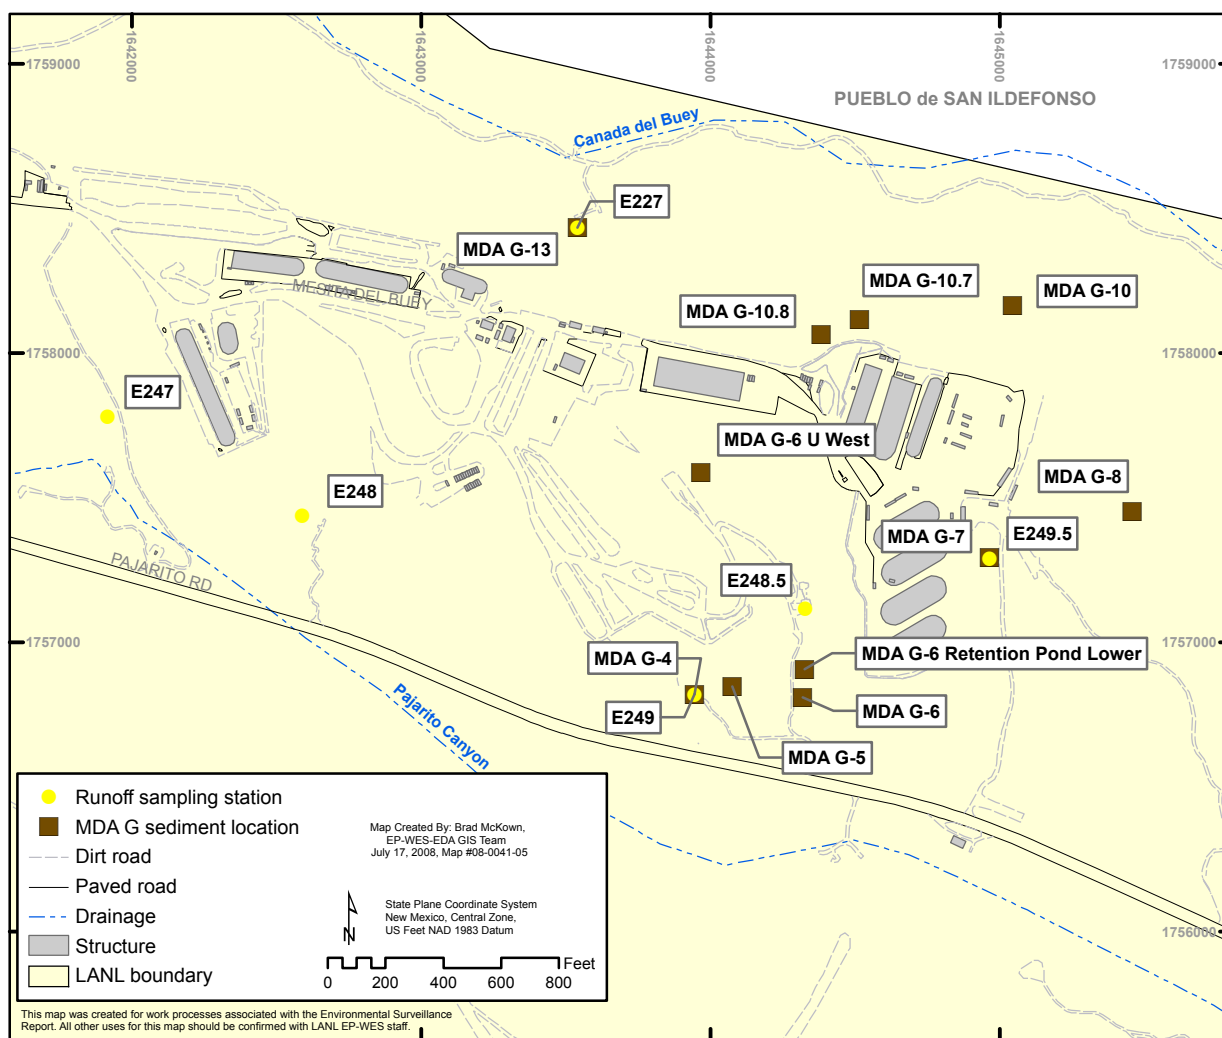 1642000
1643000
1644000
1645000
1759000
1759000
PUEBLO de SAN ILDEFONSO
Canada del Buey
E227
MDA G-13
MDA G-10.7
MDA G-10
MESITA DEL BUEY
MDA G-10.8
1758000
1758000
E247
MDA G-6 U West
E248
MDA G-8
MDA G-7
E249.5
PAJARITO RD
E248.5
1757000
1757000
MDA G-4
MDA G-6 Retention Pond Lower
E249
MDA G-6
Pajarito Canyon
MDA G-5
Runoff sampling station
MDA G sediment location
Dirt road
Paved road
Drainage
Structure
LANL boundary
Map Created By: Brad McKown,
EP-WES-EDA GIS Team
July 17, 2008, Map #08-0041-05
N
State Plane Coordinate System
New Mexico, Central Zone,
US Feet NAD 1983 Datum
Feet
0 200 400 600 800
1756000
This map was created for work processes associated with the Environmental Surveillance
Report. All other uses for this map should be confirmed with LANL EP-WES staff.